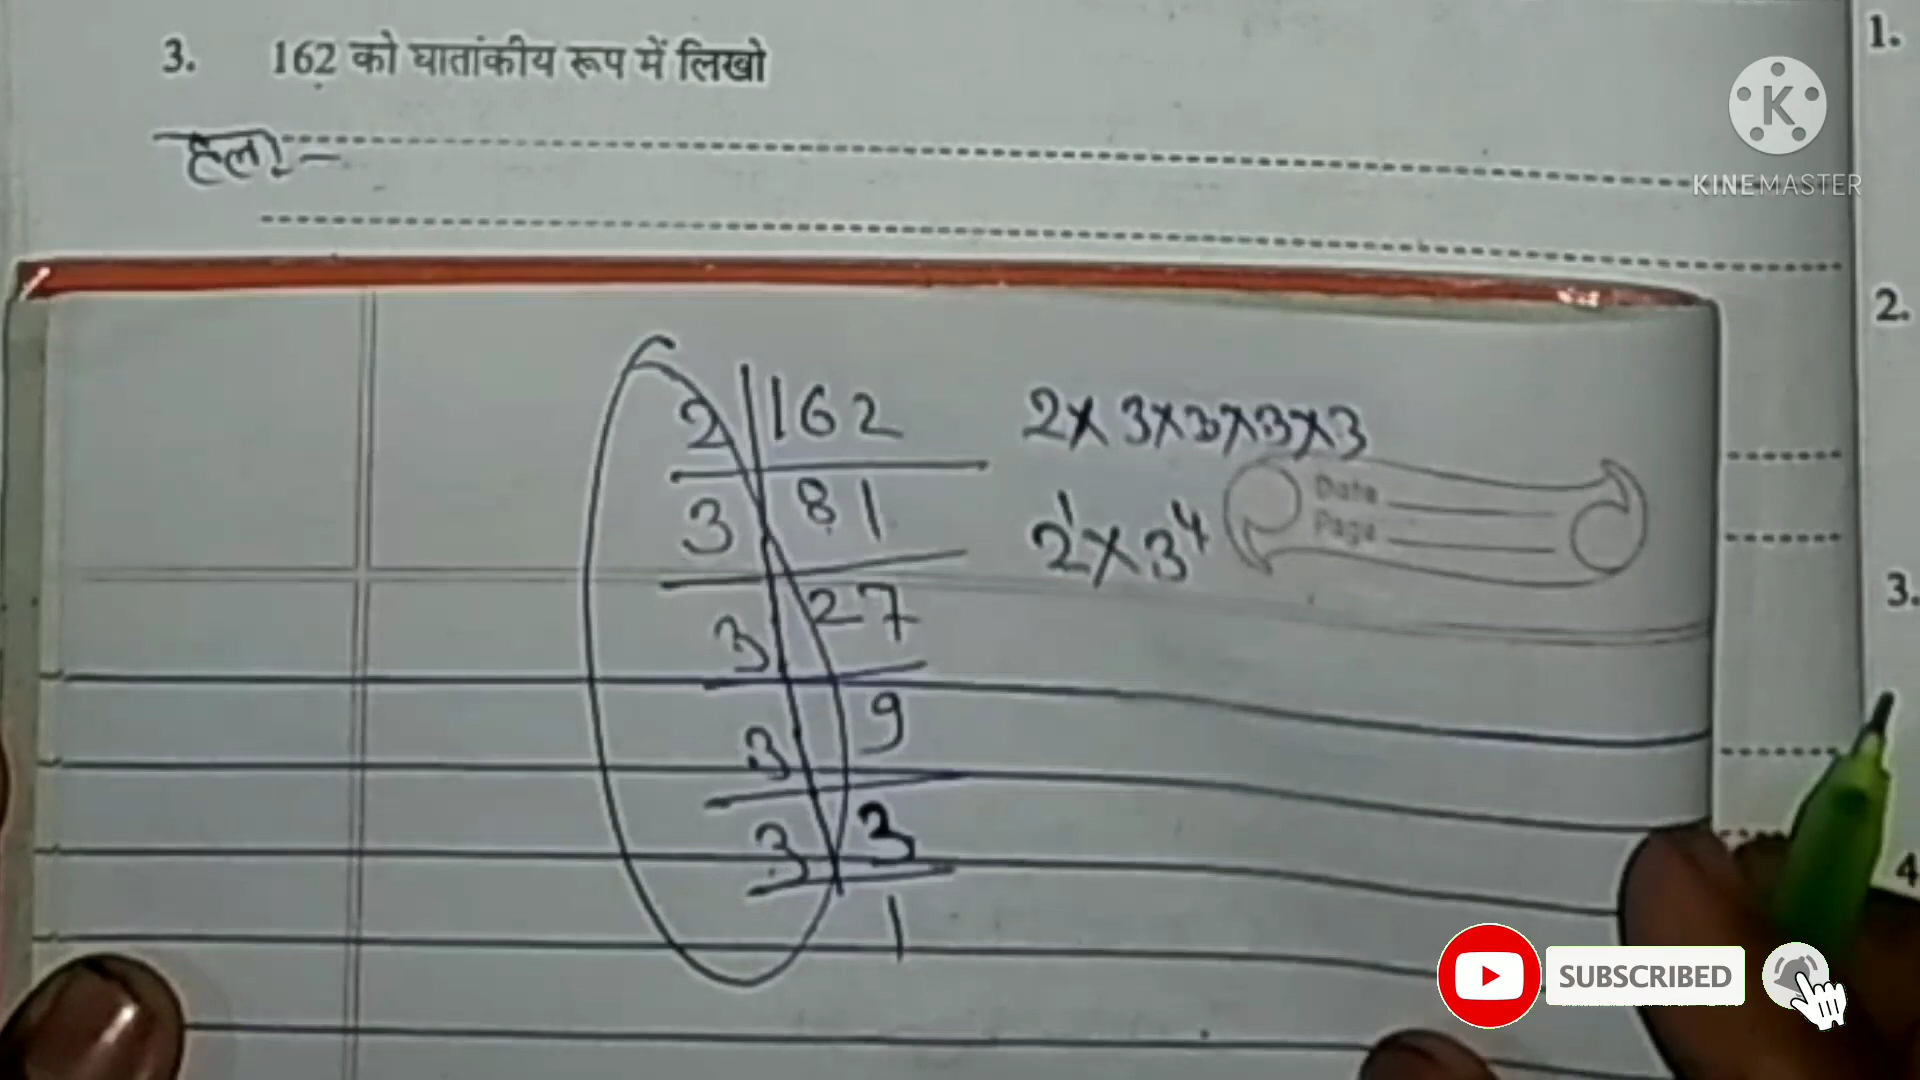 3. 162 को घातांकीय रूप में लिखो
हल:-
2 162
3 81
3 27
3 9
3 3
1
2×3×3×3×3
2¹×3⁴
Date
Page
1.
2.
3.
4
K
KINEMASTER
SUBSCRIBED